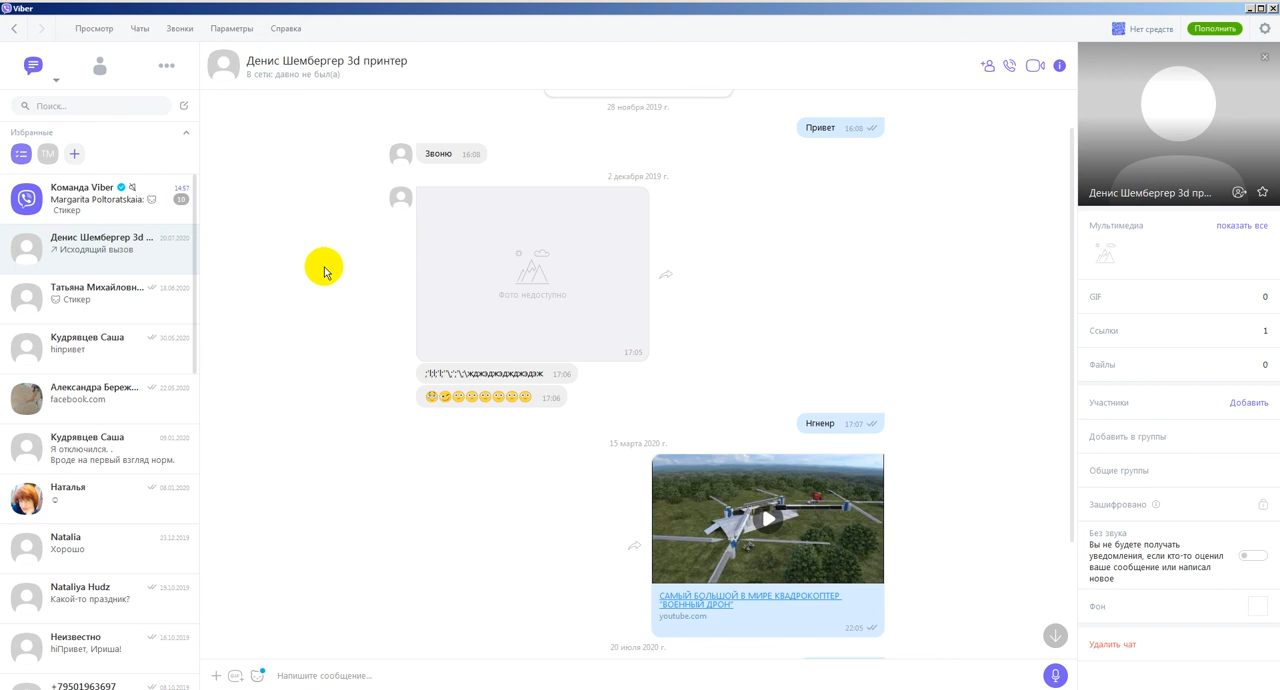 Viber
Просмотр Чаты Звонки Параметры Справка
Нет средств Пополнить
Поиск...
Избранные
TM
Команда Viber 14:57
Margarita Poltoratskaia: 10
Стикер
Денис Шембергер 3d ... 20.07.2020
Исходящий вызов
Татьяна Михайловн... 18.06.2020
Стикер
Кудрявцев Саша 30.05.2020
hiпривет
Александра Береж... 22.05.2020
facebook.com
Кудрявцев Саша 09.01.2020
Я отключился. .
Вроде на первый взгляд норм.
Наталья 08.01.2020
Natalia 23.12.2019
Хорошо
Nataliya Hudz 19.10.2019
Какой-то праздник?
Неизвестно 18.10.2019
hiПривет, Ириша!
+79501963697 08.10.2019
Денис Шембергер 3d принтер
В сети: давно не был(а)
28 ноября 2019 г.
Привет 16:08
Звоню 16:08
2 декабря 2019 г.
Фото недоступно
17:05
17:06
17:06
Нгненр 17:07
15 марта 2020 г.
САМЫЙ БОЛЬШОЙ В МИРЕ КВАДРОКОПТЕР
"ВОЕННЫЙ ДРОН"
youtube.com
22:05
20 июля 2020 г.
GIF
Напишите сообщение...
Денис Шембергер 3d пр...
Мультимедиа показать все
GIF 0
Ссылки 1
Файлы 0
Участники Добавить
Добавить в группы
Общие группы
Зашифровано
Без звука
Вы не будете получать
уведомления, если кто-то оценил
ваше сообщение или написал
новое
Фон
Удалить чат